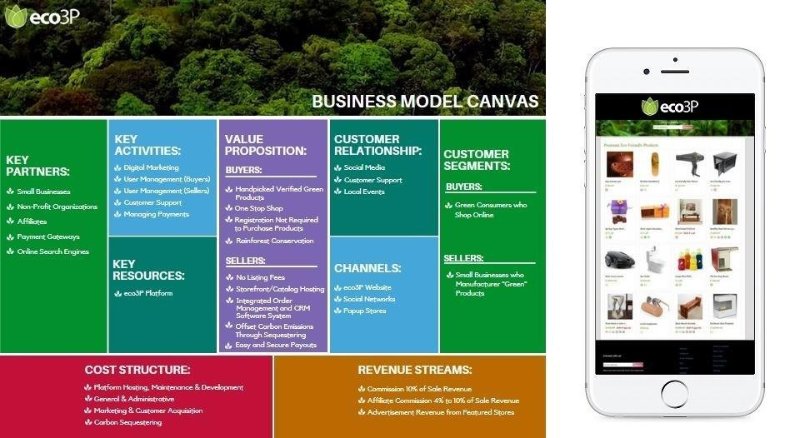 eco3P
BUSINESS MODEL CANVAS
KEY
PARTNERS:
Small Businesses
Non-Profit Organizations
Affiliates
Payment Gateways
Online Search Engines
KEY
ACTIVITIES:
Digital Marketing
User Management (Buyers)
User Management (Sellers)
Customer Support
Managing Payments
KEY
RESOURCES:
eco3P Platform
VALUE
PROPOSITION:
BUYERS:
Handpicked Verified Green
Products
One Stop Shop
Registration Not Required
to Purchase Products
Rainforest Conservation
SELLERS:
No Listing Fees
Storefront/Catalog Hosting
Integrated Order
Management and CRM
Software System
Offset Carbon Emissions
Through Sequestering
Easy and Secure Payouts
CUSTOMER
RELATIONSHIP:
Social Media
Customer Support
Local Events
CHANNELS:
eco3P Website
Social Networks
Popup Stores
CUSTOMER
SEGMENTS:
BUYERS:
Green Consumers who
Shop Online
SELLERS:
Small Businesses who
Manufacturer "Green"
Products
COST STRUCTURE:
Platform Hosting, Maintenance & Development
General & Administrative
Marketing & Customer Acquisition
Carbon Sequestering
REVENUE STREAMS:
Commission 10% of Sale Revenue
Affiliate Commission 4% to 10% of Sale Revenue
Advertisement Revenue from Featured Stores
eco3P